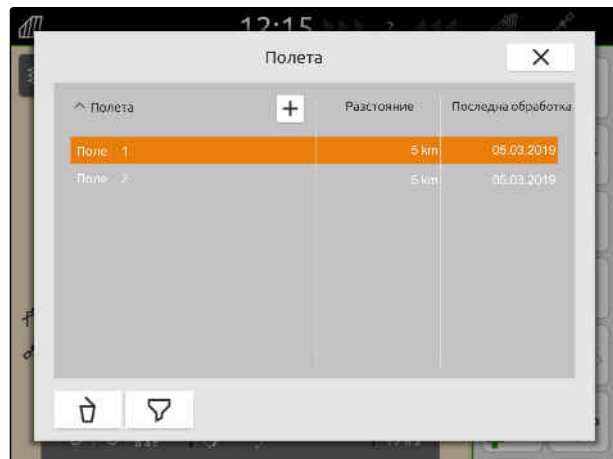 12:15
Полета
^ Полета + Разстояние Последна обработка
Поле 1 5 km 05.03.2019
Поле 2 5 km 05.03.2019